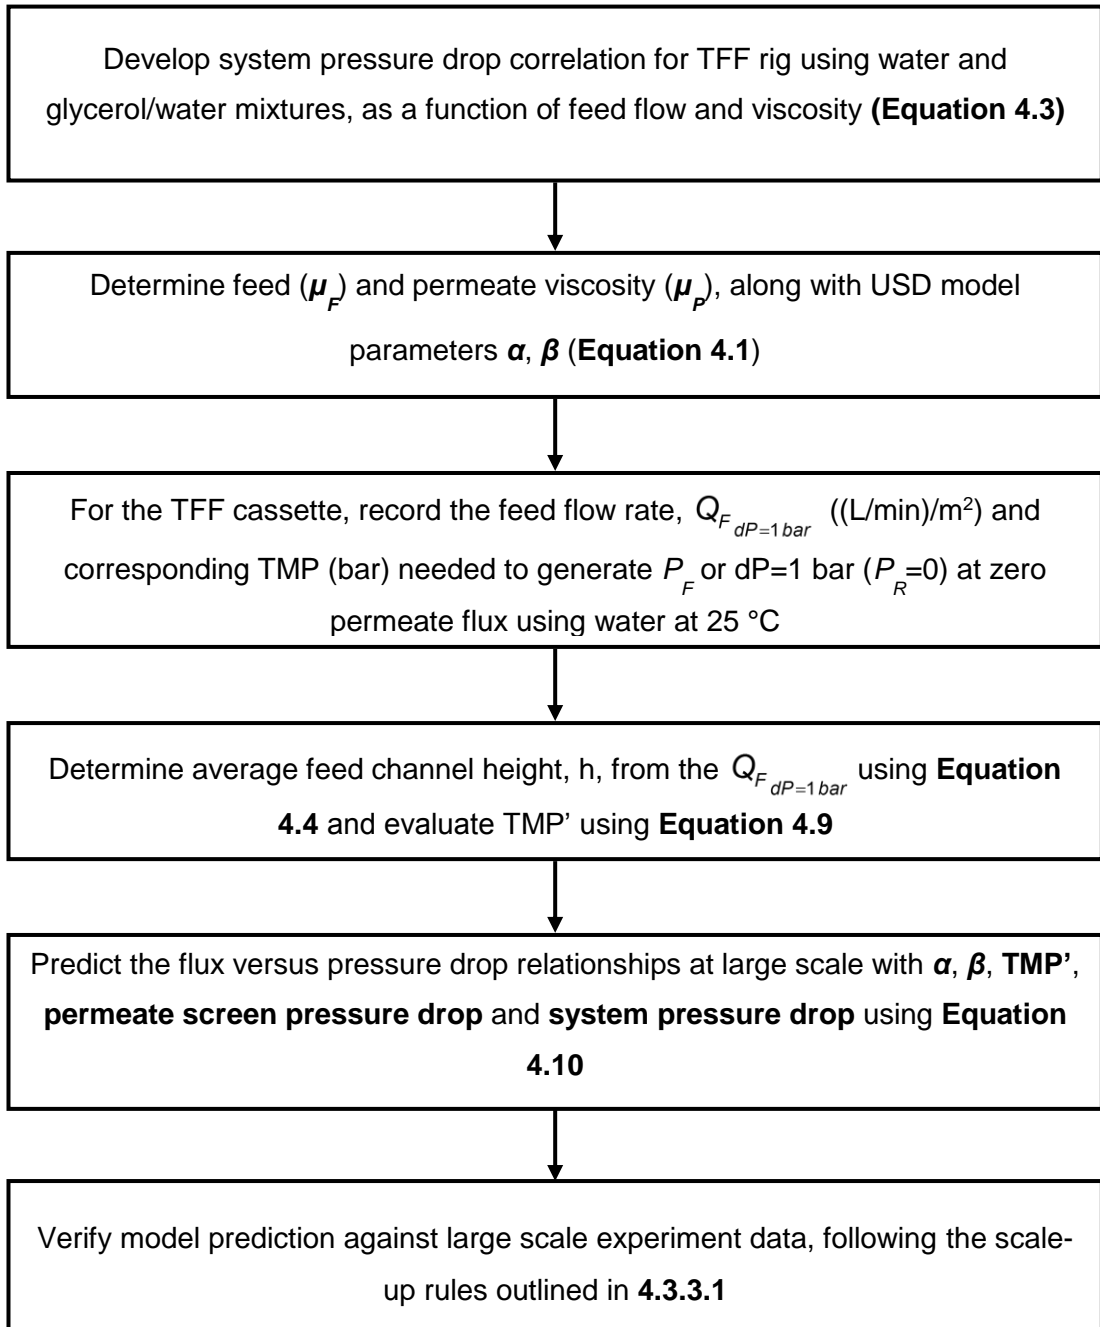 Develop system pressure drop correlation for TFF rig using water and
glycerol/water mixtures, as a function of feed flow and viscosity (Equation 4.3)
Determine feed (μF) and permeate viscosity (μP), along with USD model
parameters α, β (Equation 4.1)
For the TFF cassette, record the feed flow rate, QF dP=1 bar ((L/min)/m²) and
corresponding TMP (bar) needed to generate PF or dP=1 bar (PR=0) at zero
permeate flux using water at 25 °C
Determine average feed channel height, h, from the QF dP=1 bar using Equation
4.4 and evaluate TMP’ using Equation 4.9
Predict the flux versus pressure drop relationships at large scale with α, β, TMP’,
permeate screen pressure drop and system pressure drop using Equation
4.10
Verify model prediction against large scale experiment data, following the scale-
up rules outlined in 4.3.3.1